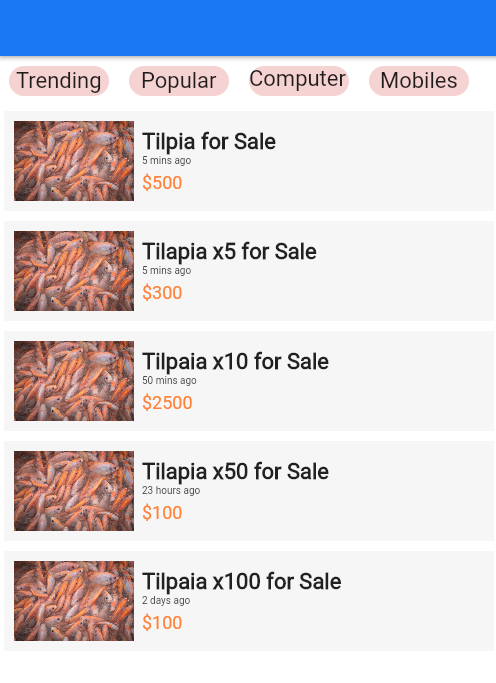 Trending Popular Computer Mobiles
Tilpia for Sale
5 mins ago
$500
Tilapia x5 for Sale
5 mins ago
$300
Tilpaia x10 for Sale
50 mins ago
$2500
Tilapia x50 for Sale
23 hours ago
$100
Tilpaia x100 for Sale
2 days ago
$100